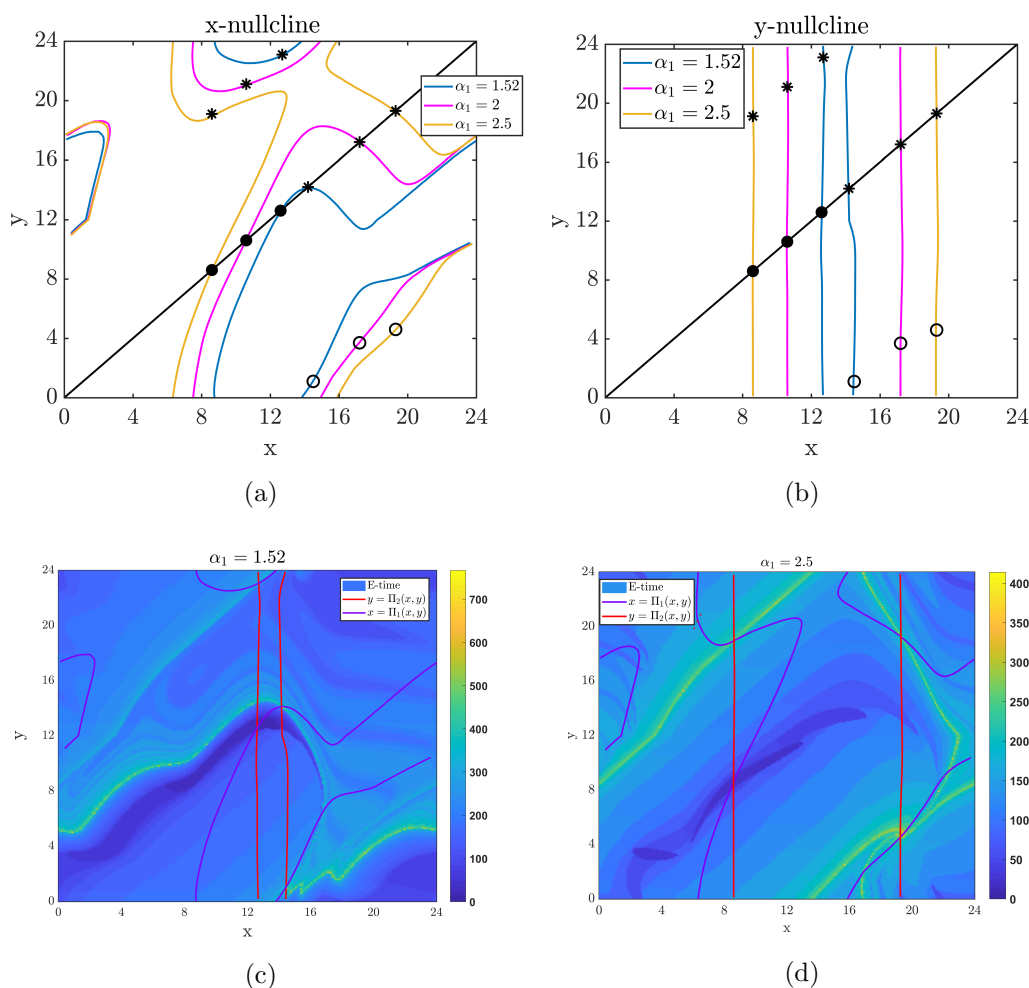 x-nullcline
24
20
16
12
8
4
0
y
0 4 8 12 16 20 24
x
α₁ = 1.52
α₁ = 2
α₁ = 2.5
(a)
y-nullcline
24
20
16
12
8
4
0
y
0 4 8 12 16 20 24
x
α₁ = 1.52
α₁ = 2
α₁ = 2.5
(b)
α₁ = 1.52
24
20
16
12
8
4
0
y
0 4 8 12 16 20 24
x
E-time
y = Π₂(x, y)
x = Π₁(x, y)
700
600
500
400
300
200
100
0
(c)
α₁ = 2.5
24
20
16
12
8
4
0
y
0 4 8 12 16 20 24
x
E-time
x = Π₁(x, y)
y = Π₂(x, y)
400
350
300
250
200
150
100
50
0
(d)